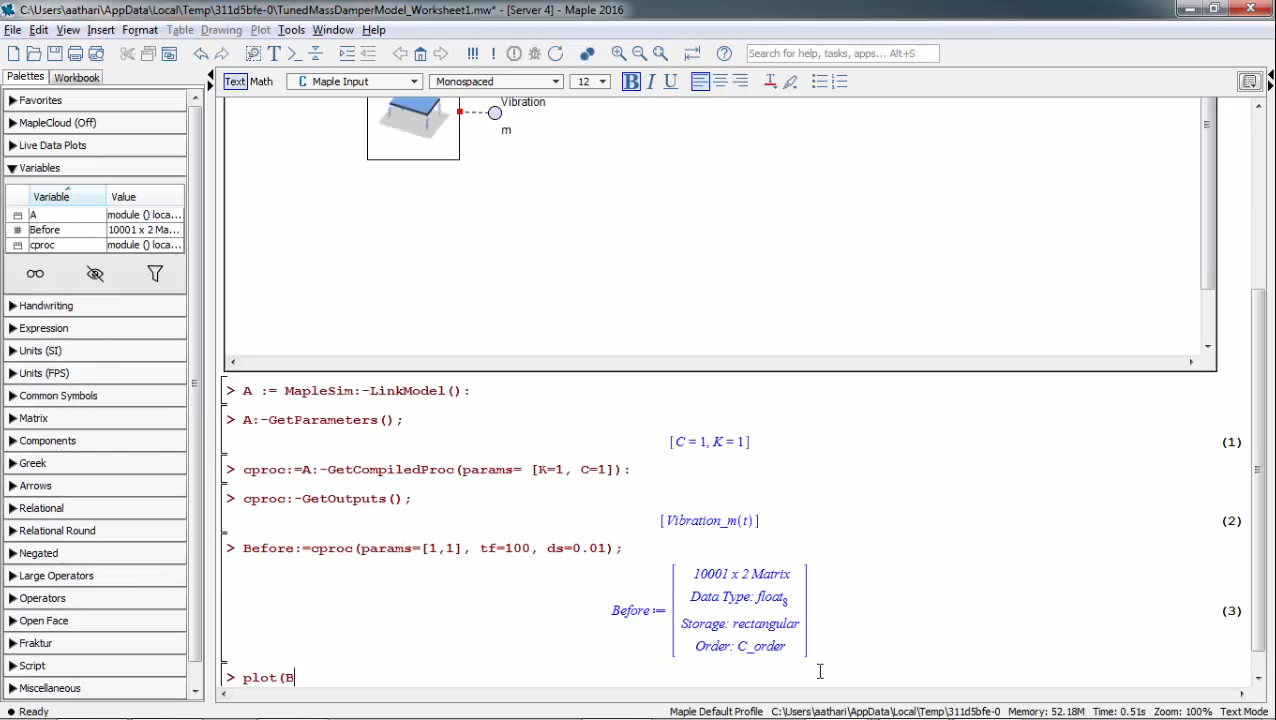 C:\Users\aathari\AppData\Local\Temp\311d5bfe-0\TunedMassDamperModel_Worksheet1.mw* - [Server 4] - Maple 2016
File Edit View Insert Format Table Drawing Plot Tools Window Help
Search for help, tasks, apps... Alt+S
Palettes Workbook
Text Math C Maple Input Monospaced 12 B I U
Favorites
MapleCloud (Off)
Live Data Plots
Variables
Variable Value
A module () loca...
Before 10001 x 2 Ma...
cproc module () loca...
Handwriting
Expression
Units (SI)
Units (FPS)
Common Symbols
Matrix
Components
Greek
Arrows
Relational
Relational Round
Negated
Large Operators
Operators
Open Face
Fraktur
Script
Miscellaneous
Vibration
m
> A := MapleSim:-LinkModel():
> A:-GetParameters();
[C = 1, K = 1] (1)
> cproc:=A:-GetCompiledProc(params= [K=1, C=1]):
> cproc:-GetOutputs();
[Vibration_m(t)] (2)
> Before:=cproc(params=[1,1], tf=100, ds=0.01);
10001 x 2 Matrix
Data Type: float8
Before := (3)
Storage: rectangular
Order: C_order
> plot(B
Ready Maple Default Profile C:\Users\aathari\AppData\Local\Temp\311d5bfe-0 Memory: 52.18M Time: 0.51s Zoom: 100% Text Mode